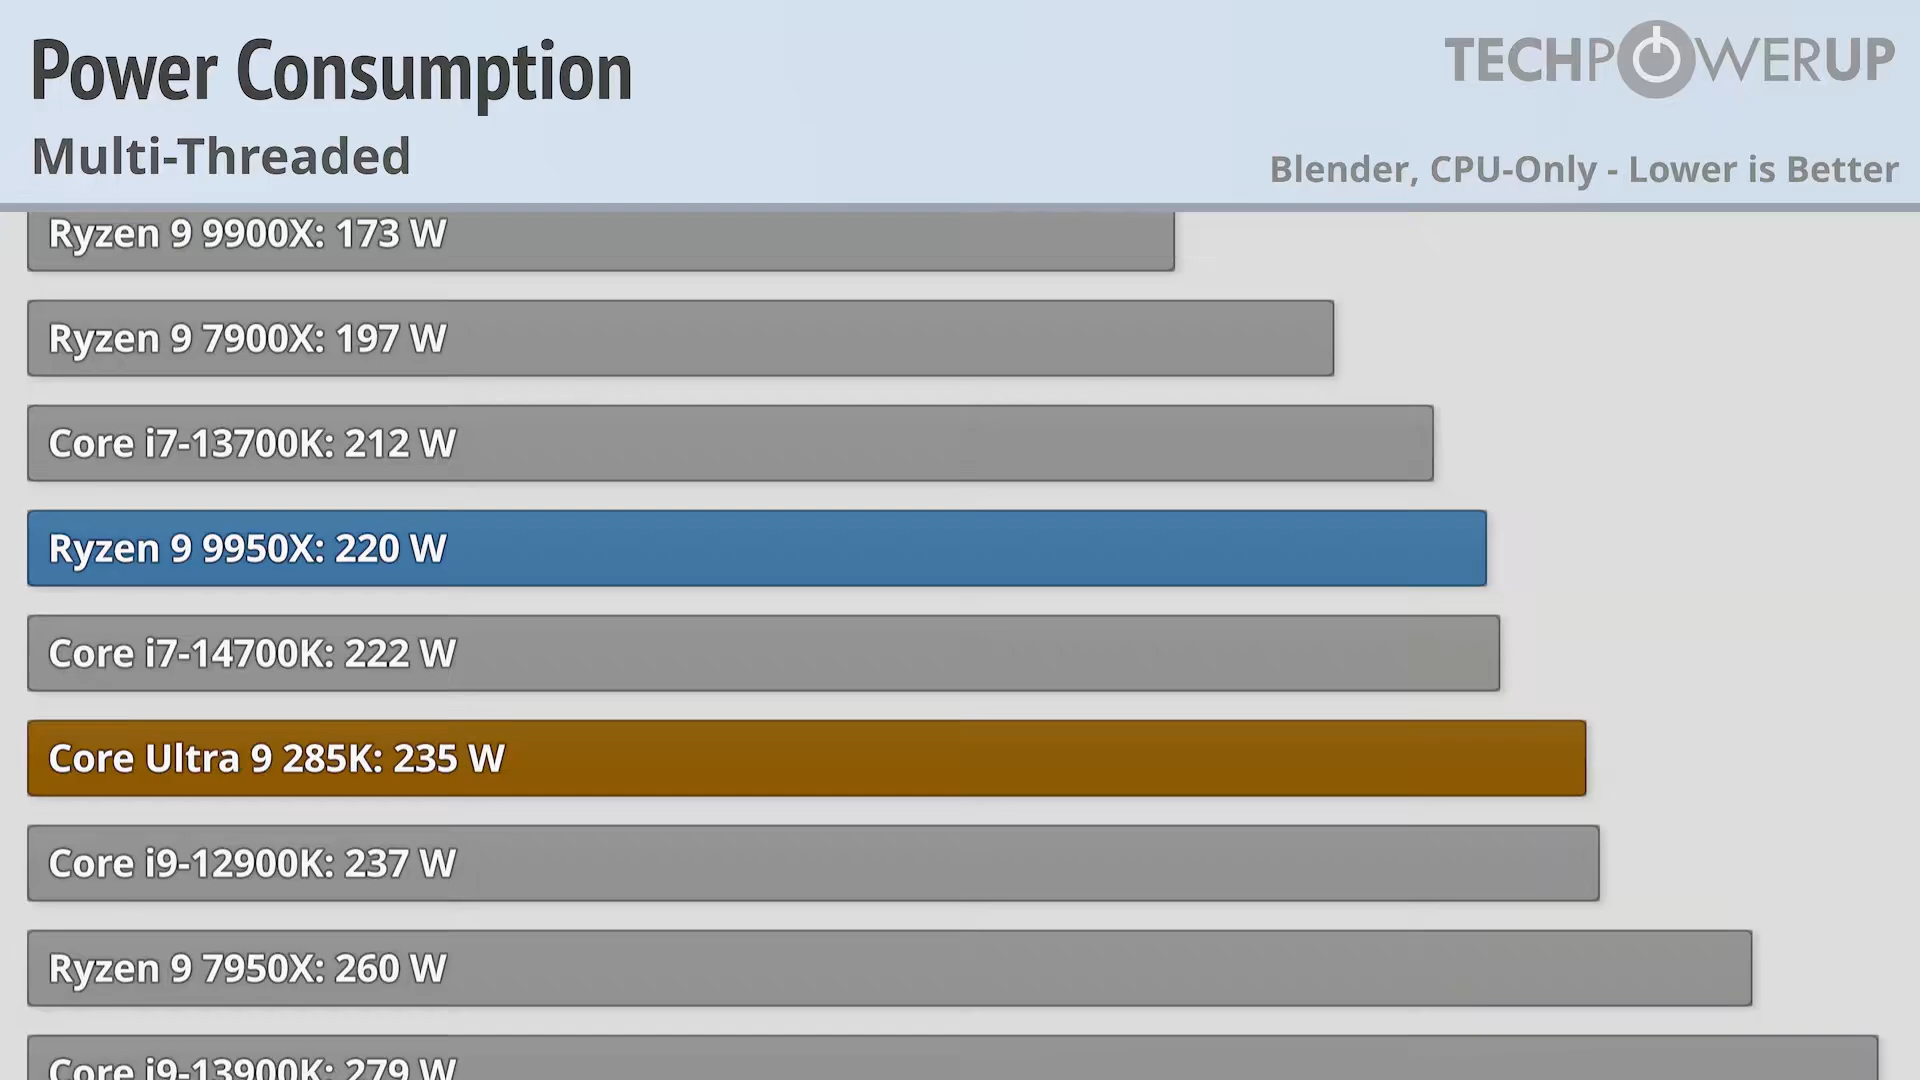 Power Consumption
TECHPOWERUP
Multi-Threaded
Blender, CPU-Only - Lower is Better
Ryzen 9 9900X: 173 W
Ryzen 9 7900X: 197 W
Core i7-13700K: 212 W
Ryzen 9 9950X: 220 W
Core i7-14700K: 222 W
Core Ultra 9 285K: 235 W
Core i9-12900K: 237 W
Ryzen 9 7950X: 260 W
Core i9-13900K: 279 W